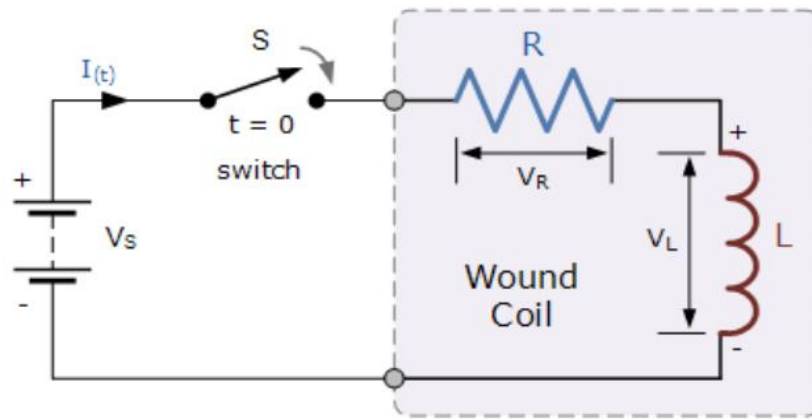 S
I(t)
R
t = 0
switch
+
VR
+
VS
VL
L
Wound
Coil
-
-